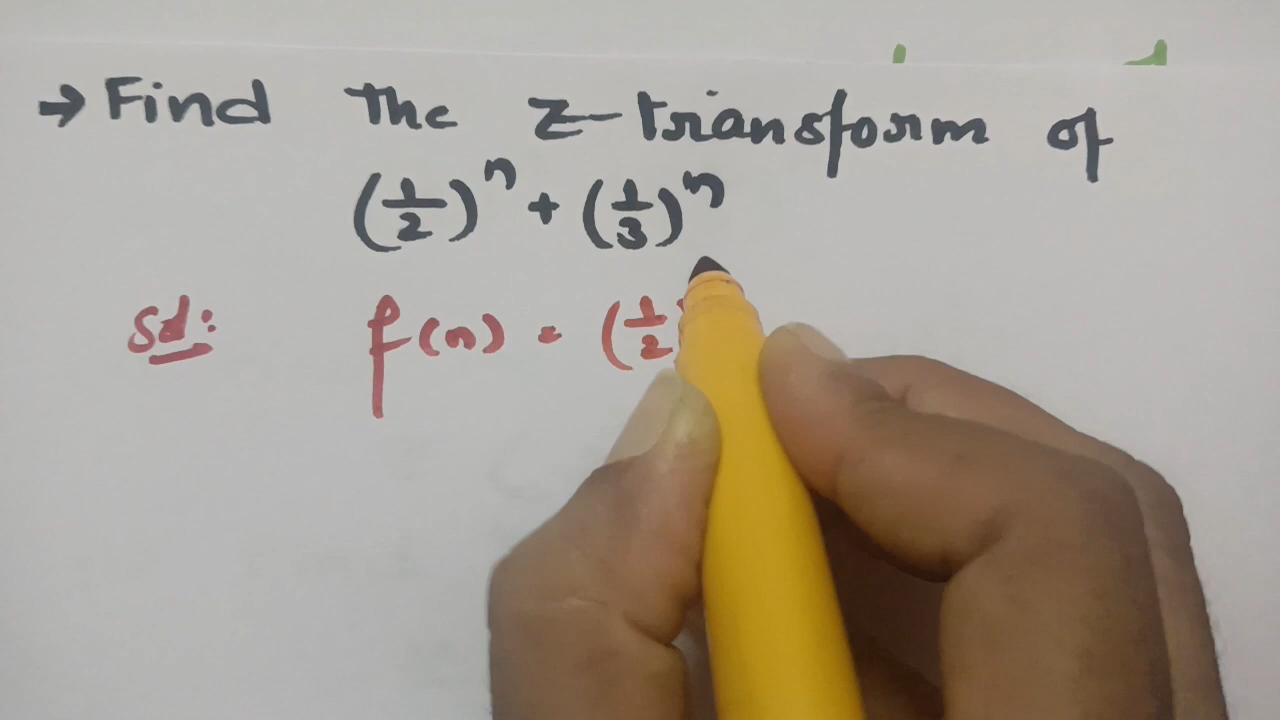 → Find The z-transform of
(1/2)^n + (1/3)^n
Sol: f(n) = (1/2